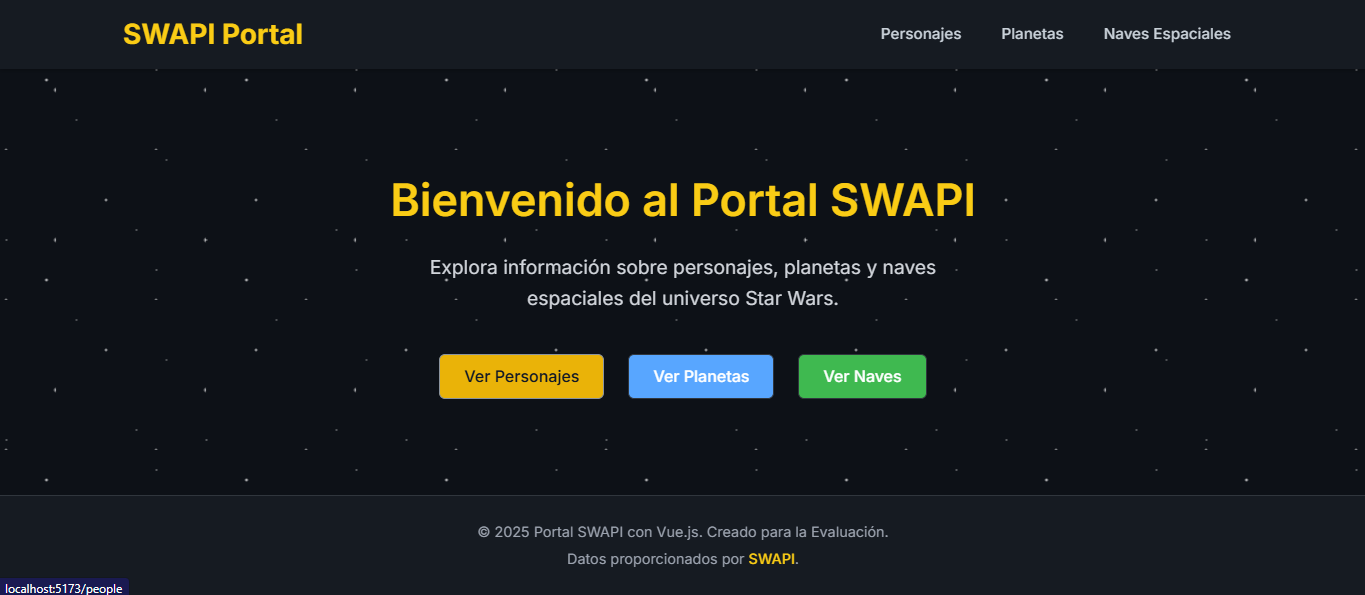 SWAPI Portal
Personajes Planetas Naves Espaciales
Bienvenido al Portal SWAPI
Explora información sobre personajes, planetas y naves
espaciales del universo Star Wars.
Ver Personajes Ver Planetas Ver Naves
© 2025 Portal SWAPI con Vue.js. Creado para la Evaluación.
Datos proporcionados por SWAPI.
localhost:5173/people